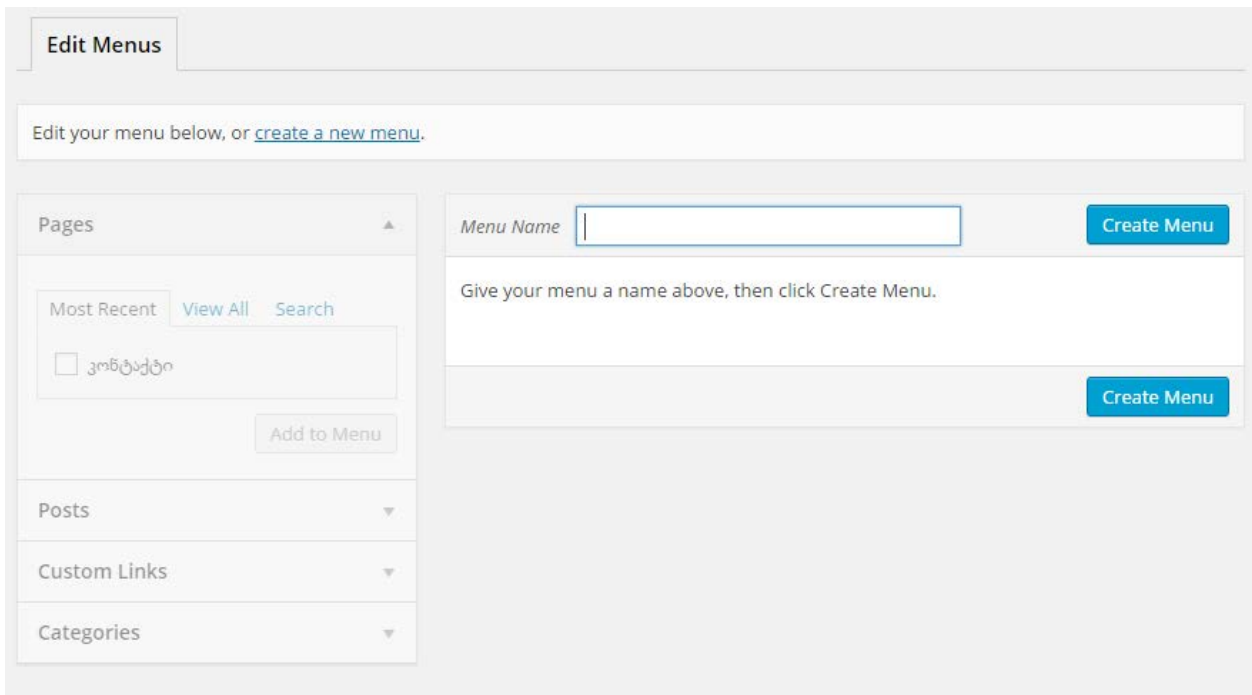 Edit Menus
Edit your menu below, or create a new menu.
Pages
Most Recent View All Search
კონტაქტი
Add to Menu
Posts
Custom Links
Categories
Menu Name Create Menu
Give your menu a name above, then click Create Menu.
Create Menu